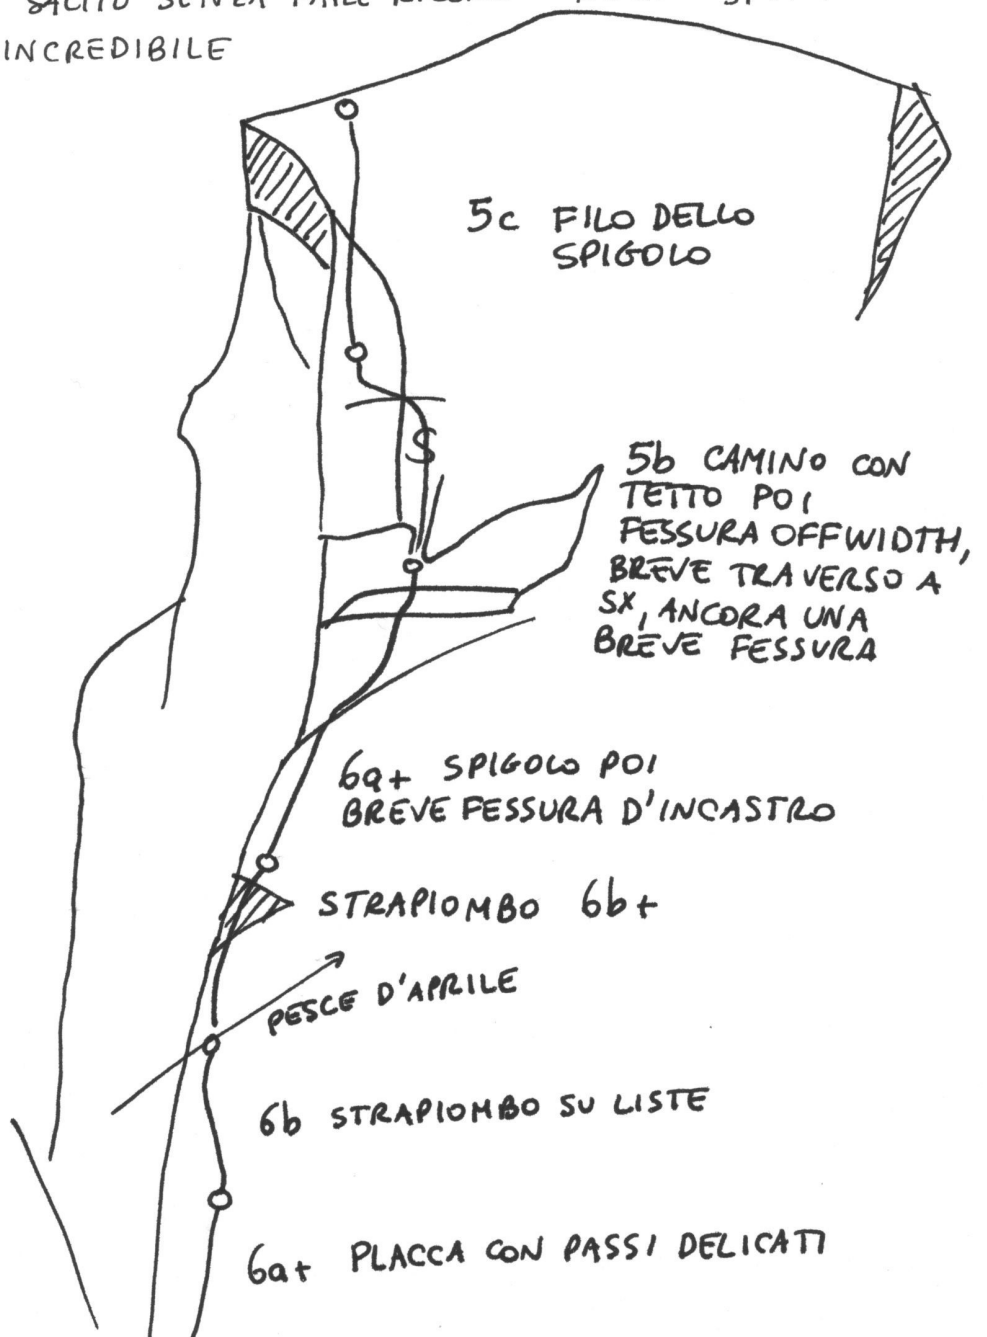 SALITO SENZA
INCREDIBILE
5c FILO DELLO
SPIGOLO
S
5b CAMINO CON
TETTO POI
FESSURA OFFWIDTH,
BREVE TRAVERSO A
SX, ANCORA UNA
BREVE FESSURA
6a+ SPIGOLO POI
BREVE FESSURA D'INCASTRO
STRAPIOMBO 6b+
PESCE D'APRILE
6b STRAPIOMBO SU LISTE
6a+ PLACCA CON PASSI DELICATI